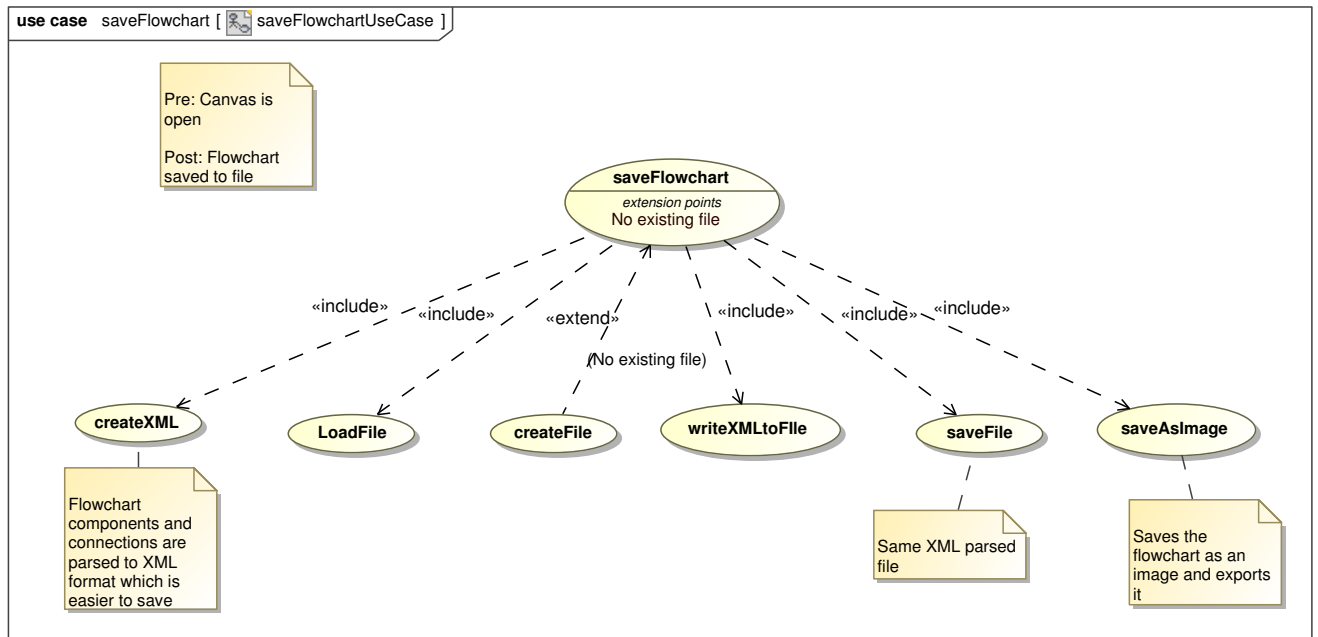 use case saveFlowchart [ saveFlowchartUseCase ]
Pre: Canvas is
open
Post: Flowchart
saved to file
saveFlowchart
extension points
No existing file
«include»
«include»
«extend»
(No existing file)
«include»
«include»
«include»
createXML
LoadFile
createFile
writeXMLtoFIle
saveFile
saveAsImage
Flowchart
components and
connections are
parsed to XML
format which is
easier to save
Same XML parsed
file
Saves the
flowchart as an
image and exports
it